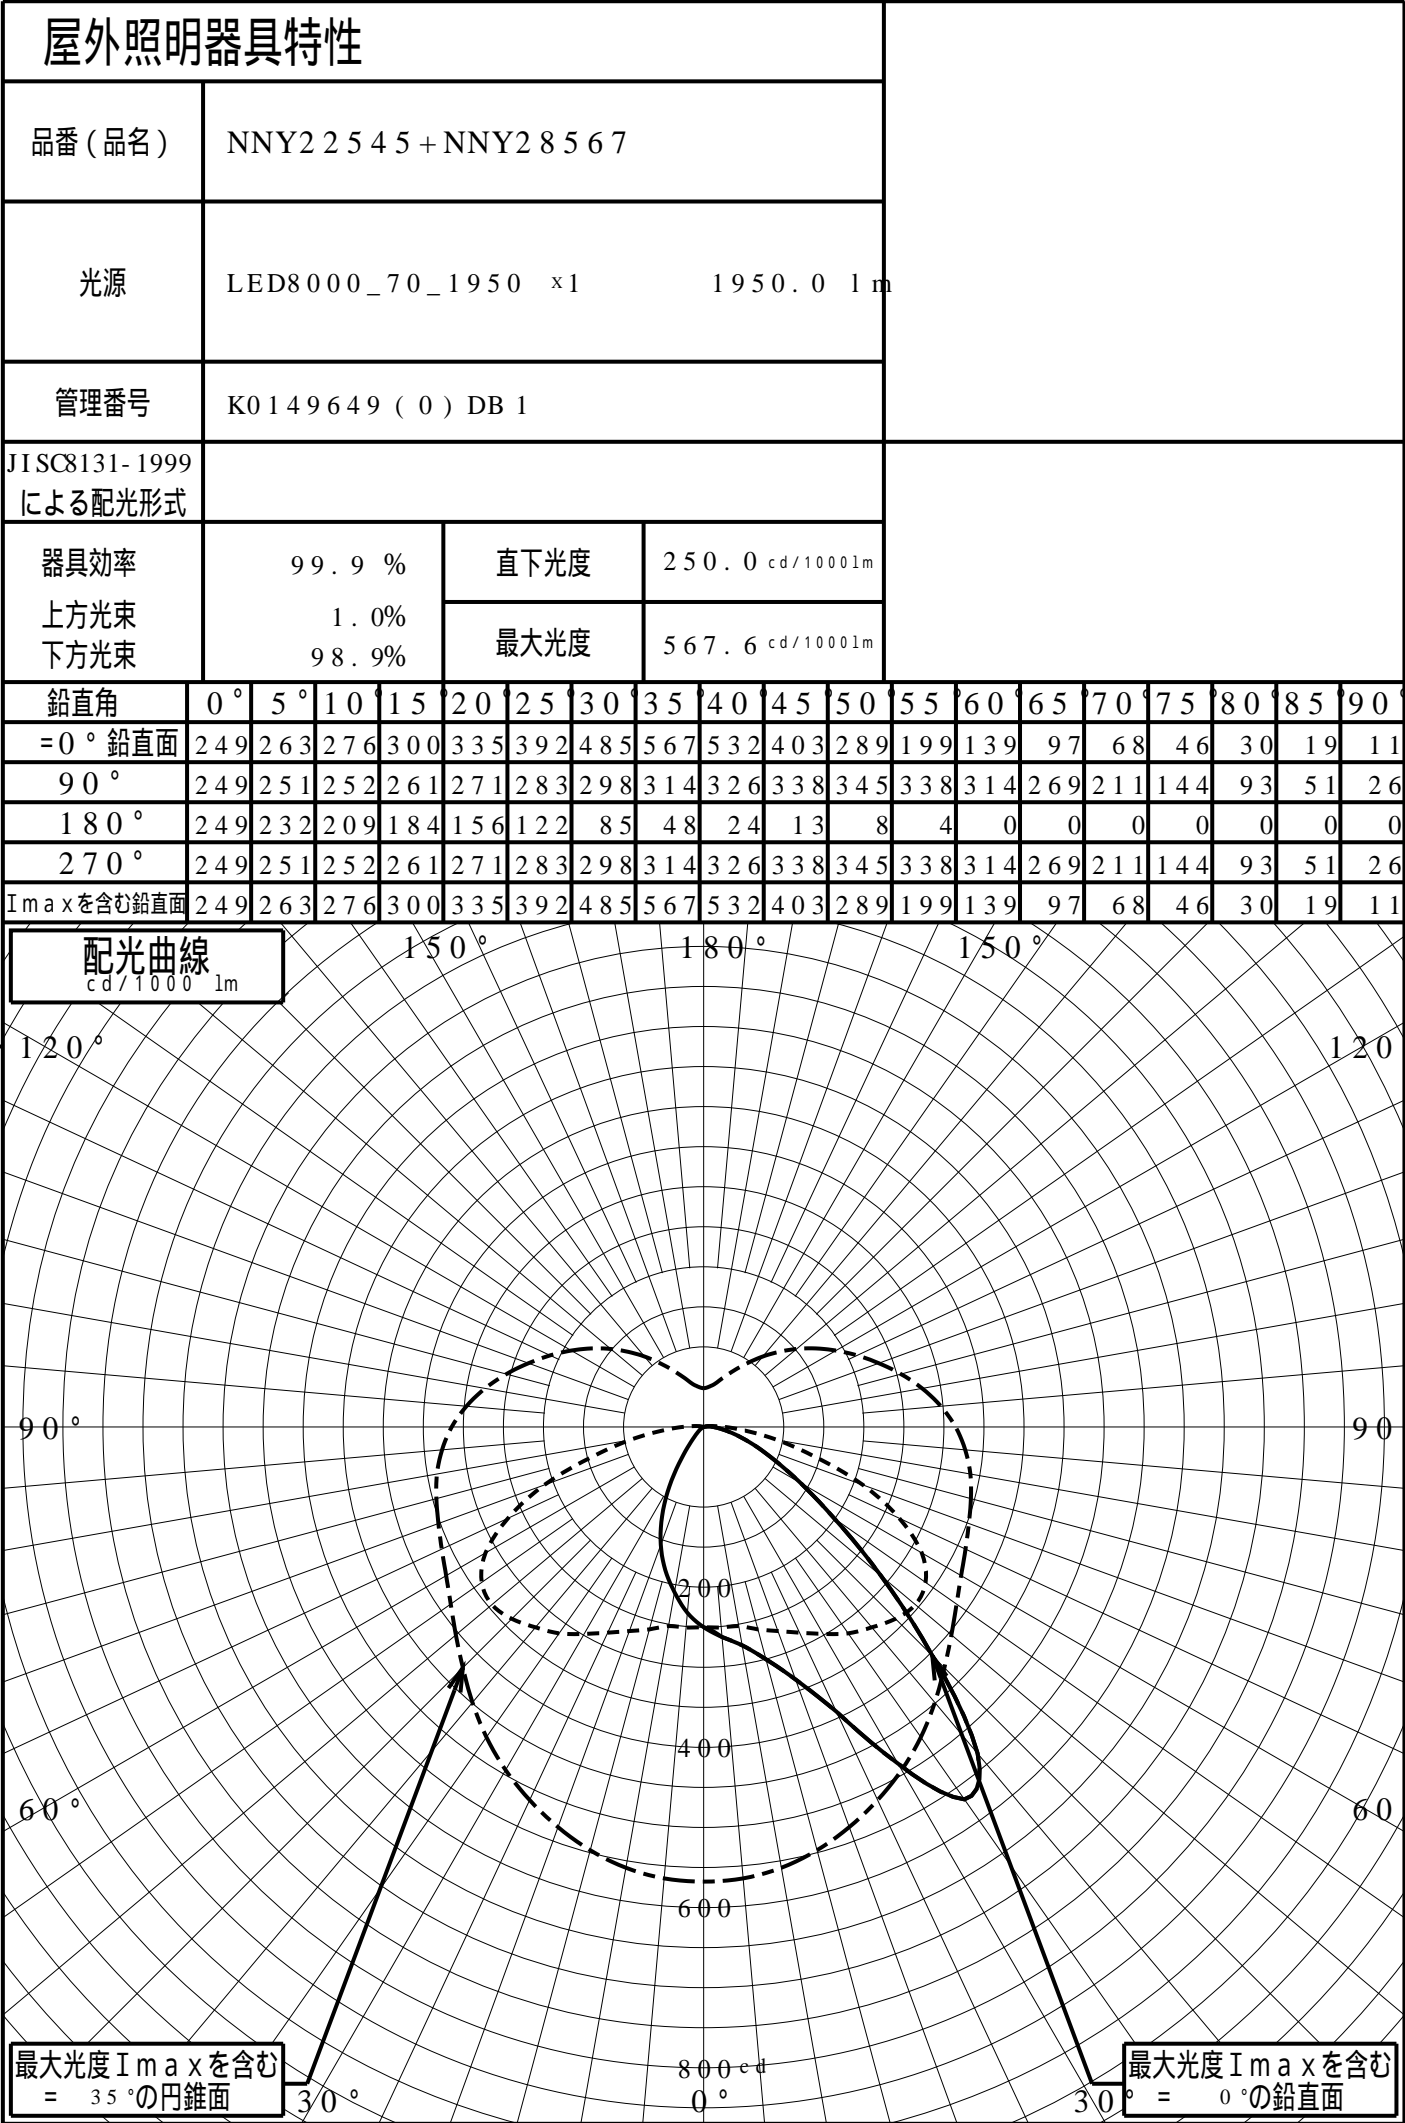 屋外照明器具特性
品番(品名) NNY22545+NNY28567
光源 LED8000_70_1950 x1 1950.0 lm
管理番号 K0149649(0)DB1
JISC8131-1999
による配光形式
器具効率 99.9 % 直下光度 250.0 cd/1000lm
上方光束 1.0%
下方光束 98.9% 最大光度 567.6 cd/1000lm
鉛直角 0° 5° 10° 15° 20° 25° 30° 35° 40° 45° 50° 55° 60° 65° 70° 75° 80° 85° 90°
=0°鉛直面 249 263 276 300 335 392 485 567 532 403 289 199 139 97 68 46 30 19 11
90° 249 251 252 261 271 283 298 314 326 338 345 338 314 269 211 144 93 51 26
180° 249 232 209 184 156 122 85 48 24 13 8 4 0 0 0 0 0 0 0
270° 249 251 252 261 271 283 298 314 326 338 345 338 314 269 211 144 93 51 26
Imaxを含む鉛直面 249 263 276 300 335 392 485 567 532 403 289 199 139 97 68 46 30 19 11
配光曲線
cd/1000 lm
150° 180° 150°
120° 120
90° 90
200
400
60° 60
600
800cd
最大光度Imaxを含む
= 35°の円錐面
30° 0° 30°
最大光度Imaxを含む
= 0°の鉛直面